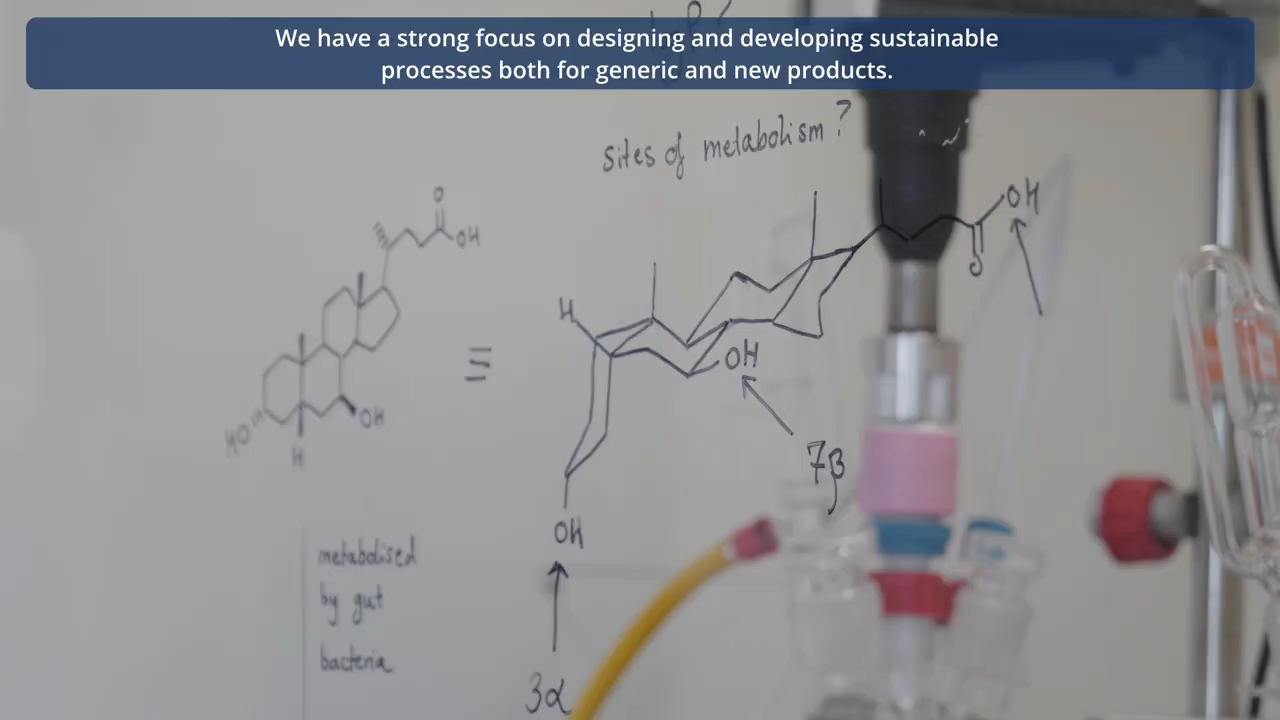 We have a strong focus on designing and developing sustainable
processes both for generic and new products.
sites of metabolism?
O
OH
OH
O
H
OH
OH
HO
H
7β
OH
metabolised
by gut
bacteria
3α